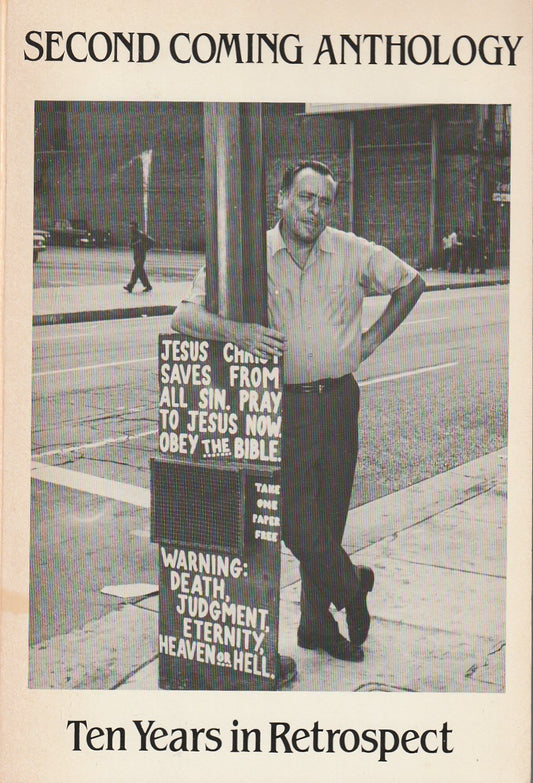 SECOND COMING ANTHOLOGY
JESUS CHRIST
SAVES FROM
ALL SIN. PRAY
TO JESUS NOW.
OBEY THE BIBLE.
TAKE
ONE
PAPER
FREE
WARNING:
DEATH,
JUDGMENT,
ETERNITY,
HEAVEN OR HELL.
Ten Years in Retrospect